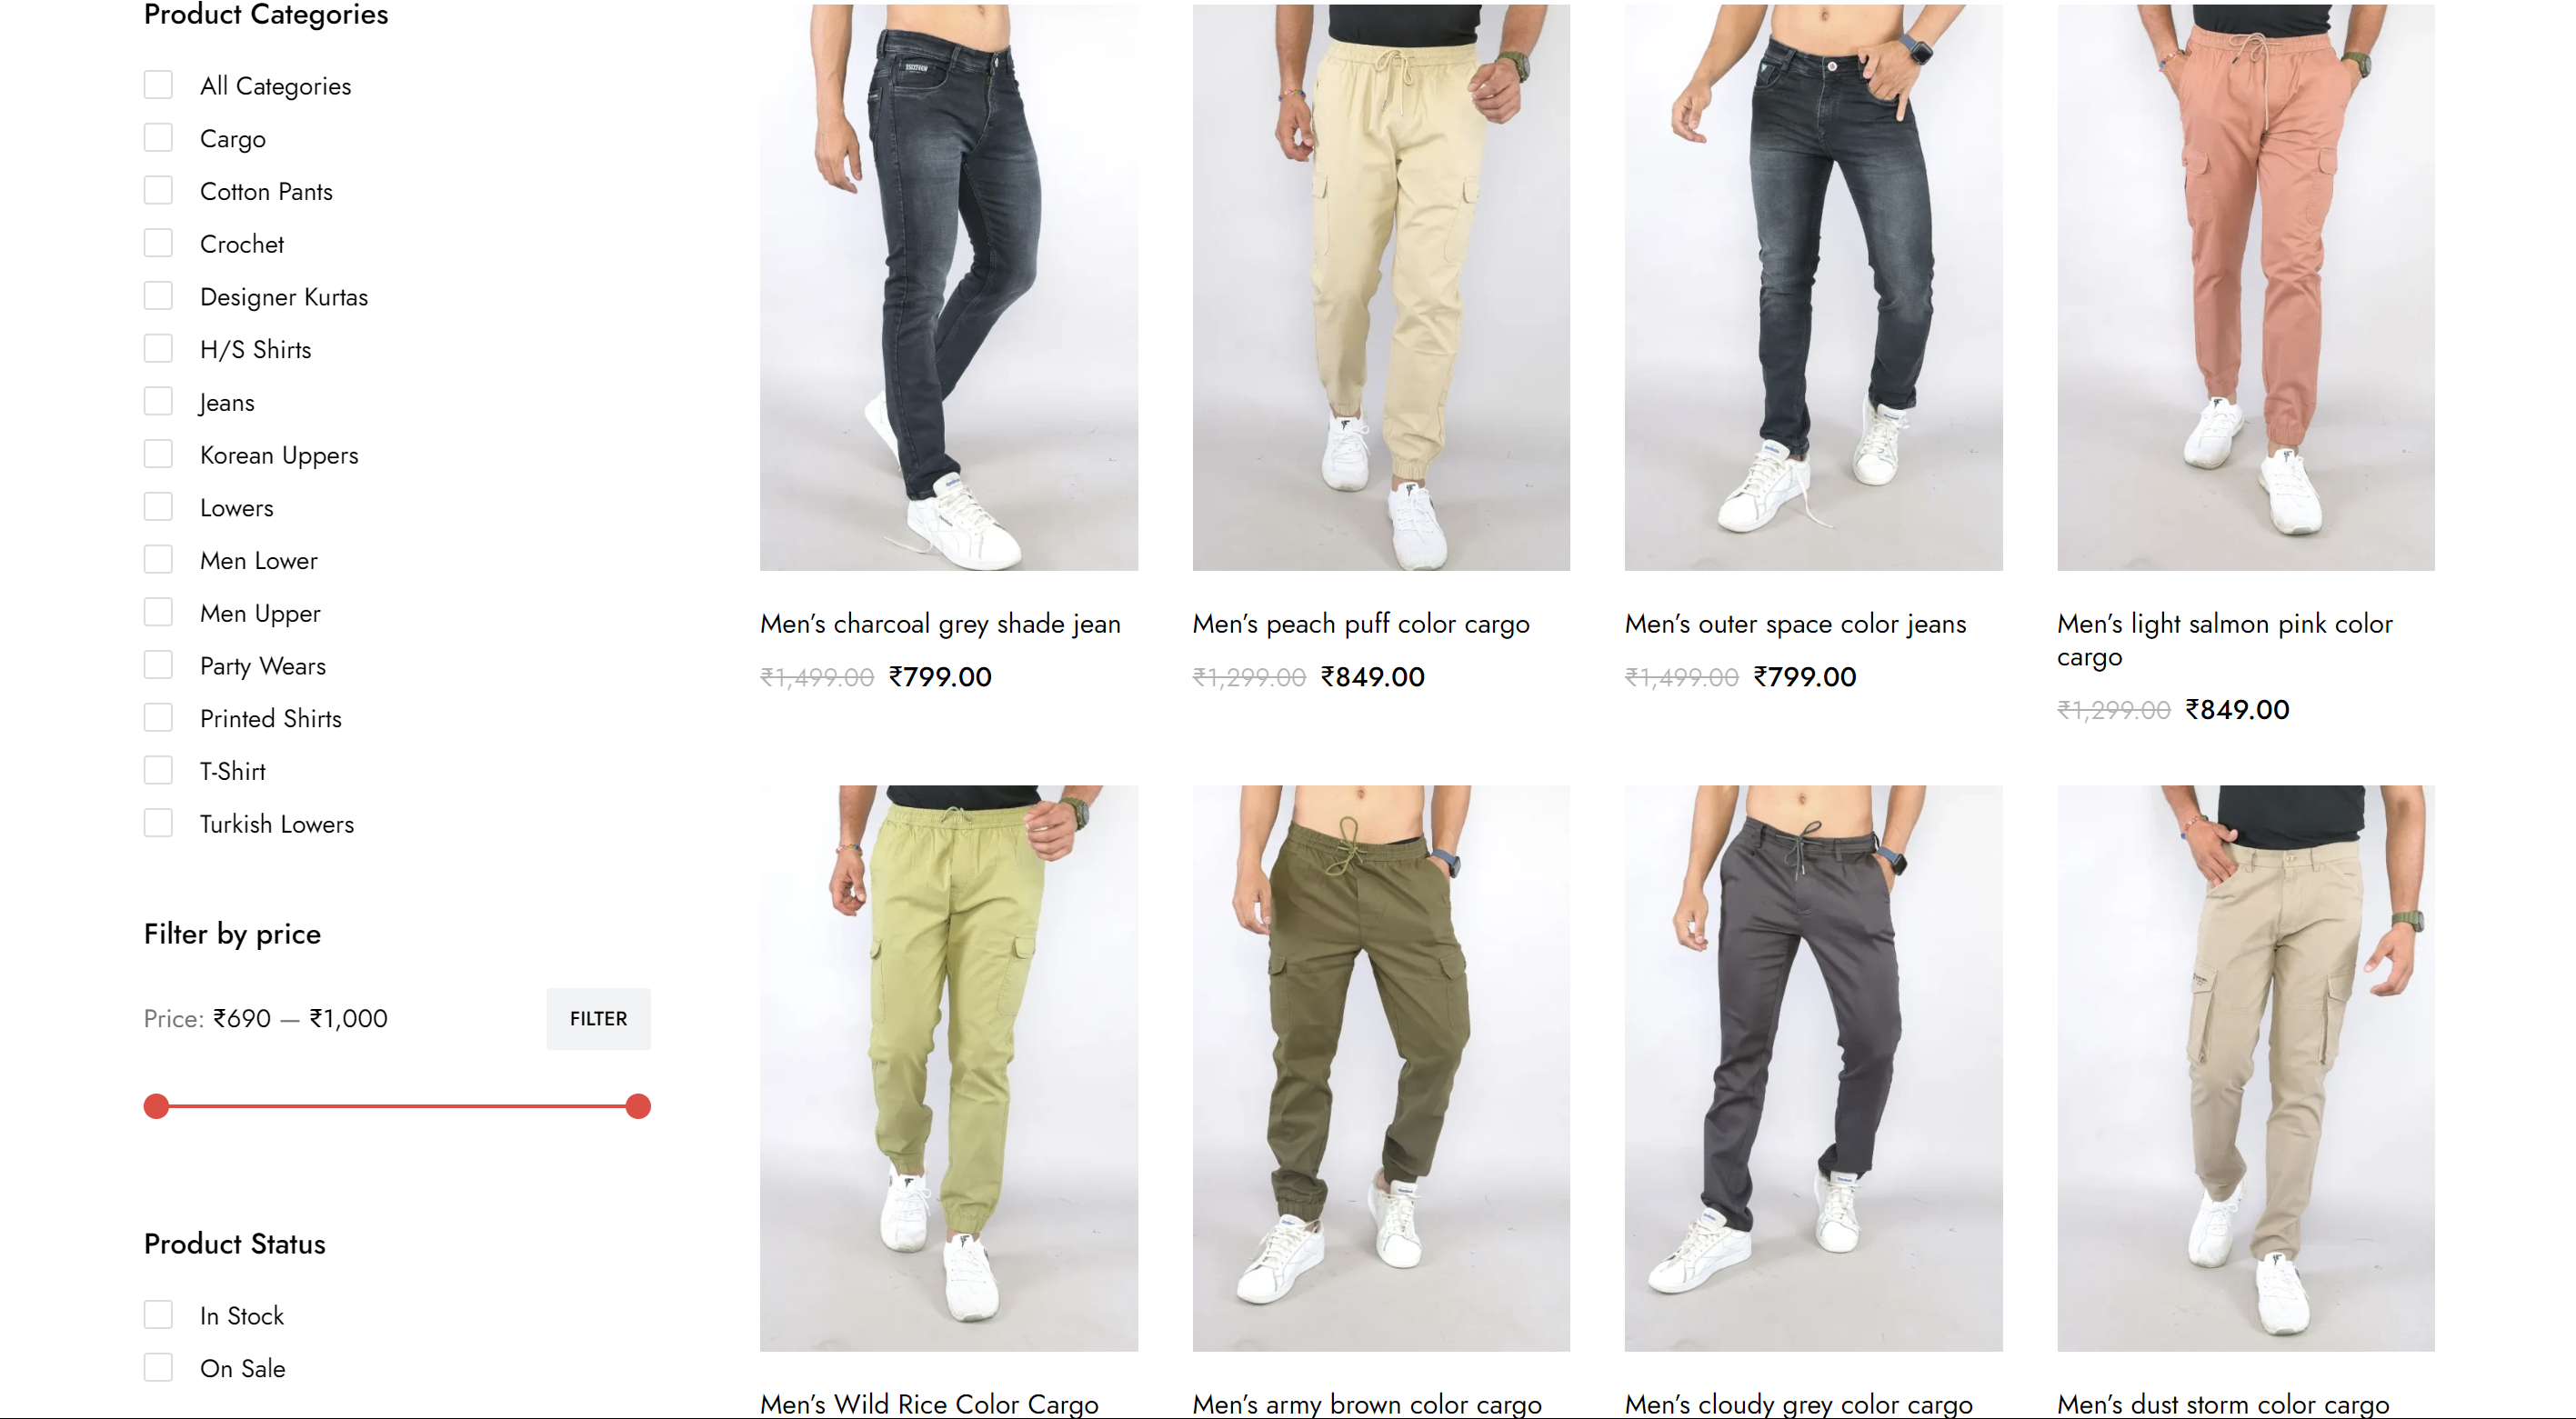 Product Categories
All Categories
Cargo
Cotton Pants
Crochet
Designer Kurtas
H/S Shirts
Jeans
Korean Uppers
Lowers
Men Lower
Men Upper
Party Wears
Printed Shirts
T-Shirt
Turkish Lowers
Filter by price
Price: ₹690 — ₹1,000
FILTER
Product Status
In Stock
On Sale
Men’s charcoal grey shade jean
₹1,499.00 ₹799.00
Men’s peach puff color cargo
₹1,299.00 ₹849.00
Men’s outer space color jeans
₹1,499.00 ₹799.00
Men’s light salmon pink color
cargo
₹1,299.00 ₹849.00
Men’s Wild Rice Color Cargo
Men’s army brown color cargo
Men’s cloudy grey color cargo
Men’s dust storm color cargo